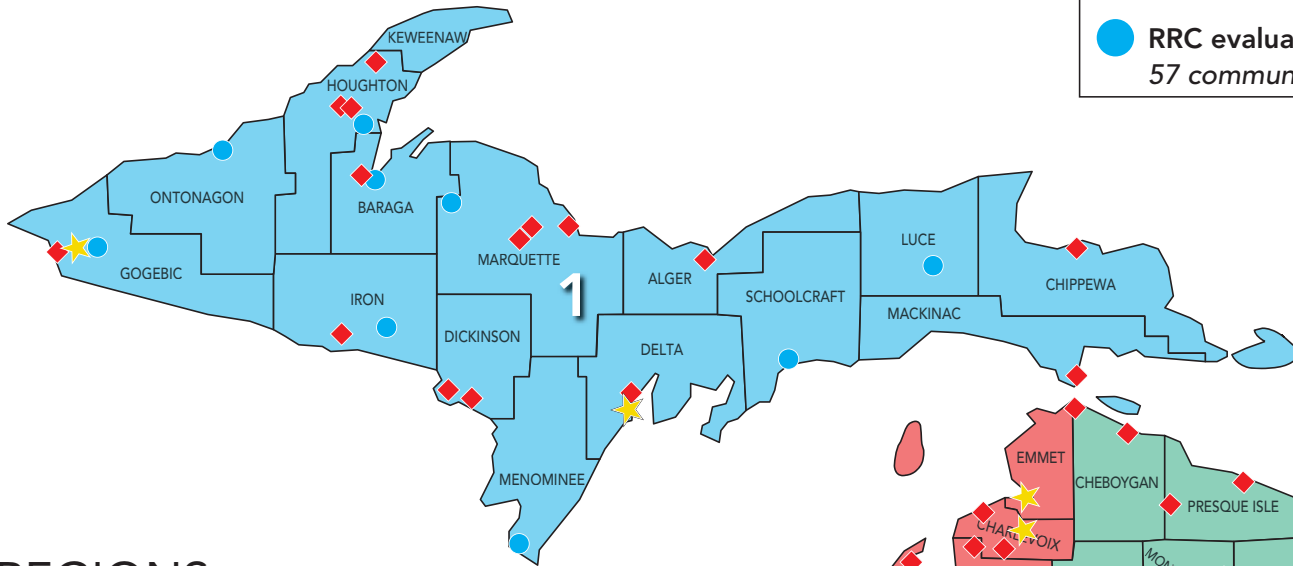 RRC evalua
57 commun
KEWEENAW
HOUGHTON
ONTONAGON
BARAGA
GOGEBIC
MARQUETTE
1
ALGER
LUCE
CHIPPEWA
SCHOOLCRAFT
MACKINAC
IRON
DICKINSON
DELTA
MENOMINEE
EMMET
CHEBOYGAN
PRESQUE ISLE
CHARLEVOIX
MON
REGIONS